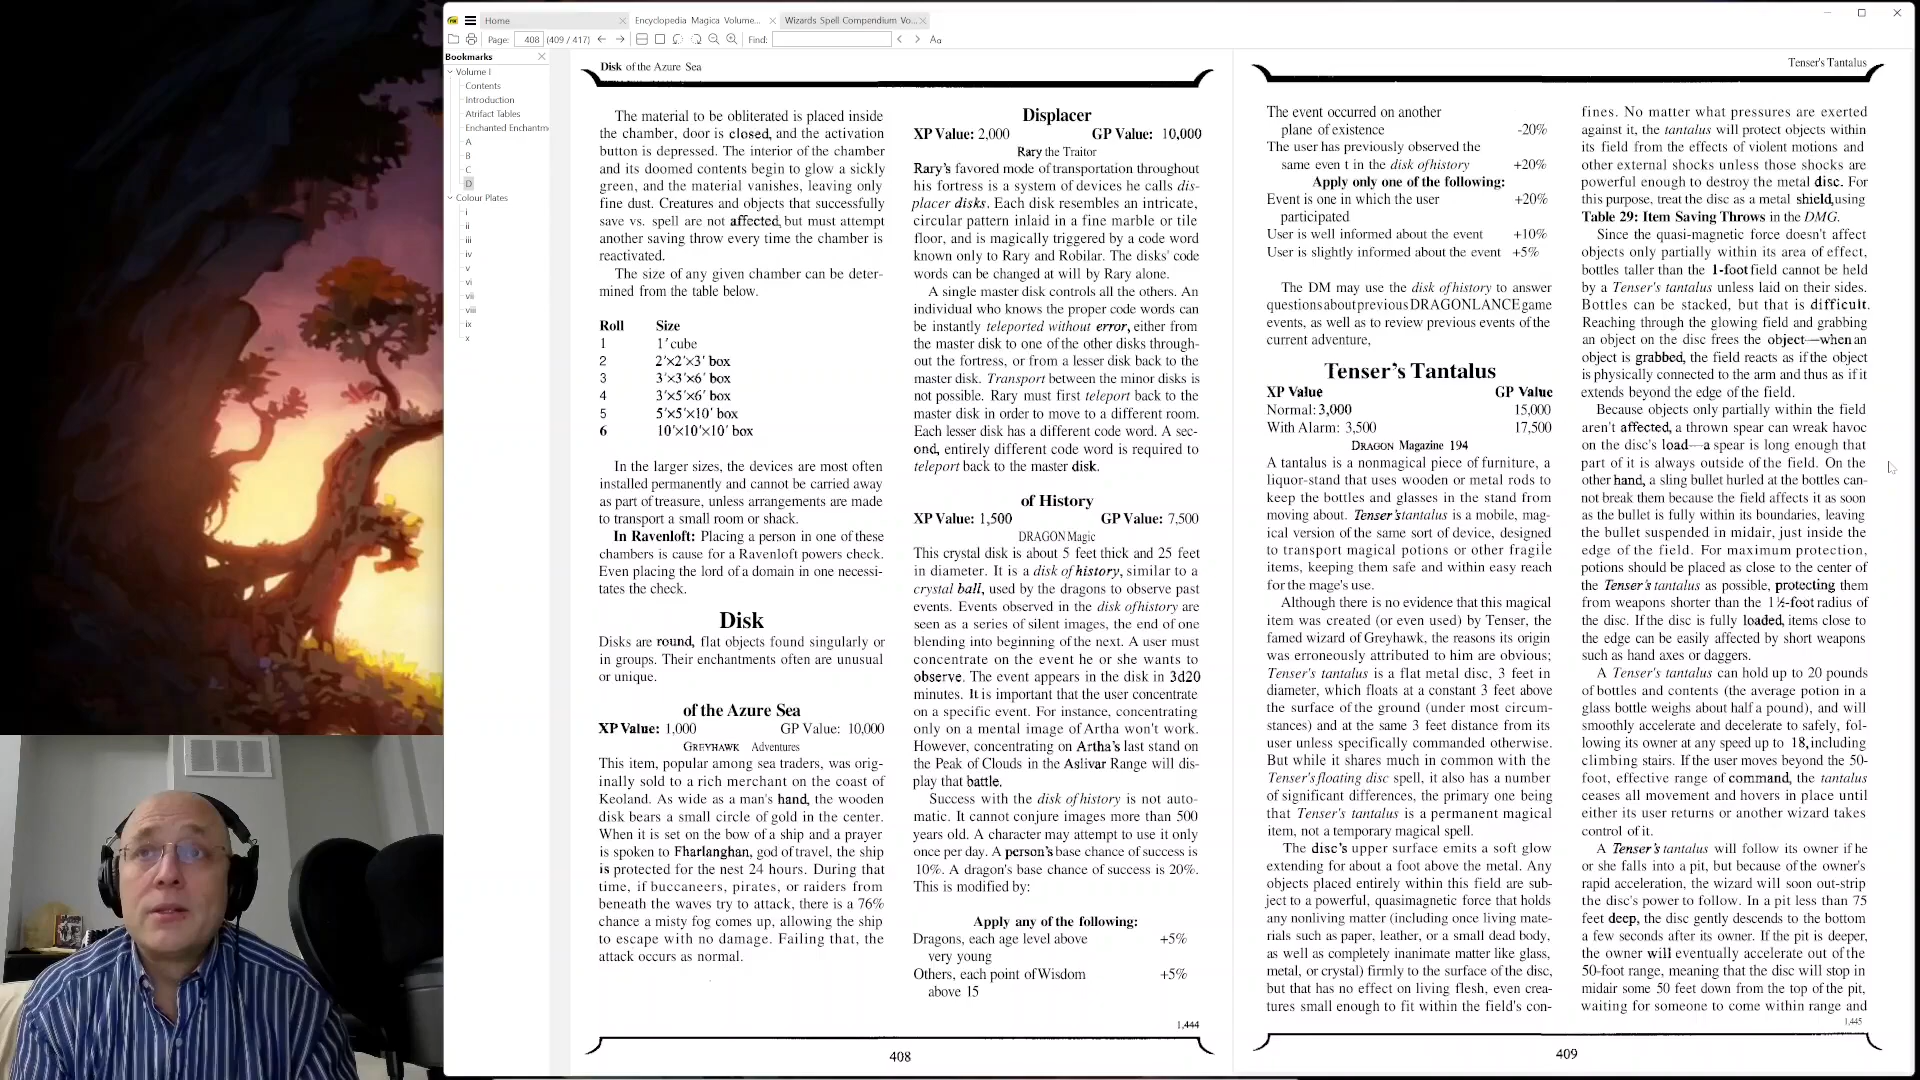 Home
Encyclopedia Magica Volume...
Wizards Spell Compendium Vo...
Page: 408 (409 / 417)
Find:
Aa
Bookmarks
Volume I
Contents
Introduction
Atrifact Tables
Enchanted Enchantm
A
B
C
D
Colour Plates
i
ii
iii
iv
v
vi
vii
viii
ix
x
Disk of the Azure Sea
The material to be obliterated is placed inside
the chamber, door is closed, and the activation
button is depressed. The interior of the chamber
and its doomed contents begin to glow a sickly
green, and the material vanishes, leaving only
fine dust. Creatures and objects that successfully
save vs. spell are not affected, but must attempt
another saving throw every time the chamber is
reactivated.
The size of any given chamber can be deter-
mined from the table below.
Roll Size
1 1′ cube
2 2′×2′×3′ box
3 3′×3′×6′ box
4 3′×5′×6′ box
5 5′×5′×10′ box
6 10′×10′×10′ box
In the larger sizes, the devices are most often
installed permanently and cannot be carried away
as part of treasure, unless arrangements are made
to transport a small room or shack.
In Ravenloft: Placing a person in one of these
chambers is cause for a Ravenloft powers check.
Even placing the lord of a domain in one necessi-
tates the check.
Disk
Disks are round, flat objects found singularly or
in groups. Their enchantments often are unusual
or unique.
of the Azure Sea
XP Value: 1,000 GP Value: 10,000
GREYHAWK Adventures
This item, popular among sea traders, was orig-
inally sold to a rich merchant on the coast of
Keoland. As wide as a man's hand, the wooden
disk bears a small circle of gold in the center.
When it is set on the bow of a ship and a prayer
is spoken to Fharlanghan, god of travel, the ship
is protected for the nest 24 hours. During that
time, if buccaneers, pirates, or raiders from
beneath the waves try to attack, there is a 76%
chance a misty fog comes up, allowing the ship
to escape with no damage. Failing that, the
attack occurs as normal.
Displacer
XP Value: 2,000 GP Value: 10,000
Rary the Traitor
Rary's favored mode of transportation throughout
his fortress is a system of devices he calls dis-
placer disks. Each disk resembles an intricate,
circular pattern inlaid in a fine marble or tile
floor, and is magically triggered by a code word
known only to Rary and Robilar. The disks' code
words can be changed at will by Rary alone.
A single master disk controls all the others. An
individual who knows the proper code words can
be instantly teleported without error, either from
the master disk to one of the other disks through-
out the fortress, or from a lesser disk back to the
master disk. Transport between the minor disks is
not possible. Rary must first teleport back to the
master disk in order to move to a different room.
Each lesser disk has a different code word. A sec-
ond, entirely different code word is required to
teleport back to the master disk.
of History
XP Value: 1,500 GP Value: 7,500
DRAGON Magic
This crystal disk is about 5 feet thick and 25 feet
in diameter. It is a disk of history, similar to a
crystal ball, used by the dragons to observe past
events. Events observed in the disk of history are
seen as a series of silent images, the end of one
blending into beginning of the next. A user must
concentrate on the event he or she wants to
observe. The event appears in the disk in 3d20
minutes. It is important that the user concentrate
on a specific event. For instance, concentrating
only on a mental image of Artha won't work.
However, concentrating on Artha's last stand on
the Peak of Clouds in the Aslivar Range will dis-
play that battle.
Success with the disk of history is not auto-
matic. It cannot conjure images more than 500
years old. A character may attempt to use it only
once per day. A person's base chance of success is
10%. A dragon's base chance of success is 20%.
This is modified by:
Apply any of the following:
Dragons, each age level above +5%
very young
Others, each point of Wisdom +5%
above 15
1,444
408
Tenser's Tantalus
The event occurred on another
plane of existence -20%
The user has previously observed the
same even t in the disk of history +20%
Apply only one of the following:
Event is one in which the user +20%
participated
User is well informed about the event +10%
User is slightly informed about the event +5%
The DM may use the disk of history to answer
questions about previous DRAGONLANCE game
events, as well as to review previous events of the
current adventure,
Tenser's Tantalus
XP Value GP Value
Normal: 3,000 15,000
With Alarm: 3,500 17,500
DRAGON Magazine 194
A tantalus is a nonmagical piece of furniture, a
liquor-stand that uses wooden or metal rods to
keep the bottles and glasses in the stand from
moving about. Tenser's tantalus is a mobile, mag-
ical version of the same sort of device, designed
to transport magical potions or other fragile
items, keeping them safe and within easy reach
for the mage's use.
Although there is no evidence that this magical
item was created (or even used) by Tenser, the
famed wizard of Greyhawk, the reasons its origin
was erroneously attributed to him are obvious;
Tenser's tantalus is a flat metal disc, 3 feet in
diameter, which floats at a constant 3 feet above
the surface of the ground (under most circum-
stances) and at the same 3 feet distance from its
user unless specifically commanded otherwise.
But while it shares much in common with the
Tenser's floating disc spell, it also has a number
of significant differences, the primary one being
that Tenser's tantalus is a permanent magical
item, not a temporary magical spell.
The disc's upper surface emits a soft glow
extending for about a foot above the metal. Any
objects placed entirely within this field are sub-
ject to a powerful, quasimagnetic force that holds
any nonliving matter (including once living mate-
rials such as paper, leather, or a small dead body,
as well as completely inanimate matter like glass,
metal, or crystal) firmly to the surface of the disc,
but that has no effect on living flesh, even crea-
tures small enough to fit within the field's con-
fines. No matter what pressures are exerted
against it, the tantalus will protect objects within
its field from the effects of violent motions and
other external shocks unless those shocks are
powerful enough to destroy the metal disc. For
this purpose, treat the disc as a metal shield, using
Table 29: Item Saving Throws in the DMG.
Since the quasi-magnetic force doesn't affect
objects only partially within its area of effect,
bottles taller than the 1-foot field cannot be held
by a Tenser's tantalus unless laid on their sides.
Bottles can be stacked, but that is difficult.
Reaching through the glowing field and grabbing
an object on the disc frees the object—when an
object is grabbed, the field reacts as if the object
is physically connected to the arm and thus as if it
extends beyond the edge of the field.
Because objects only partially within the field
aren't affected, a thrown spear can wreak havoc
on the disc's load—a spear is long enough that
part of it is always outside of the field. On the
other hand, a sling bullet hurled at the bottles can-
not break them because the field affects it as soon
as the bullet is fully within its boundaries, leaving
the bullet suspended in midair, just inside the
edge of the field. For maximum protection,
potions should be placed as close to the center of
the Tenser's tantalus as possible, protecting them
from weapons shorter than the 1½-foot radius of
the disc. If the disc is fully loaded, items close to
the edge can be easily affected by short weapons
such as hand axes or daggers.
A Tenser's tantalus can hold up to 20 pounds
of bottles and contents (the average potion in a
glass bottle weighs about half a pound), and will
smoothly accelerate and decelerate to safely, fol-
lowing its owner at any speed up to 18, including
climbing stairs. If the user moves beyond the 50-
foot, effective range of command, the tantalus
ceases all movement and hovers in place until
either its user returns or another wizard takes
control of it.
A Tenser's tantalus will follow its owner if he
or she falls into a pit, but because of the owner's
rapid acceleration, the wizard will soon out-strip
the disc's power to follow. In a pit less than 75
feet deep, the disc gently descends to the bottom
a few seconds after its owner. If the pit is deeper,
the owner will eventually accelerate out of the
50-foot range, meaning that the disc will stop in
midair some 50 feet down from the top of the pit,
waiting for someone to come within range and
1,445
409